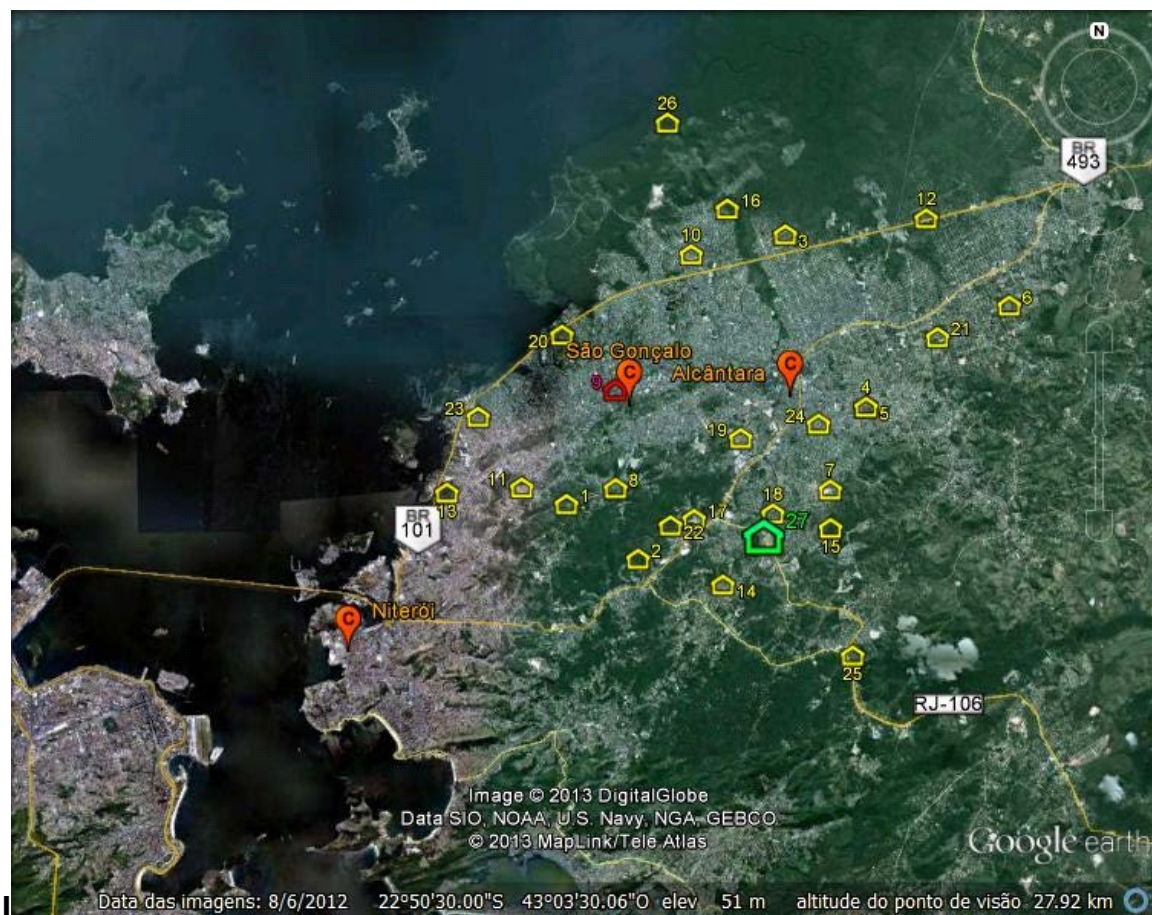 N
26
BR
493
16
12
3
10
6
20
21
São Gonçalo
Alcântara
9
4
5
23
24
19
11
8
7
1
13
18
17
27
BR
101
22
15
2
14
Niterói
25
RJ-106
Image © 2013 DigitalGlobe
Data SIO, NOAA, U.S. Navy, NGA, GEBCO
© 2013 MapLink/Tele Atlas
Google earth
Data das imagens: 8/6/2012 22°50'30.00"S 43°03'30.06"O elev 51 m altitude do ponto de visão 27.92 km